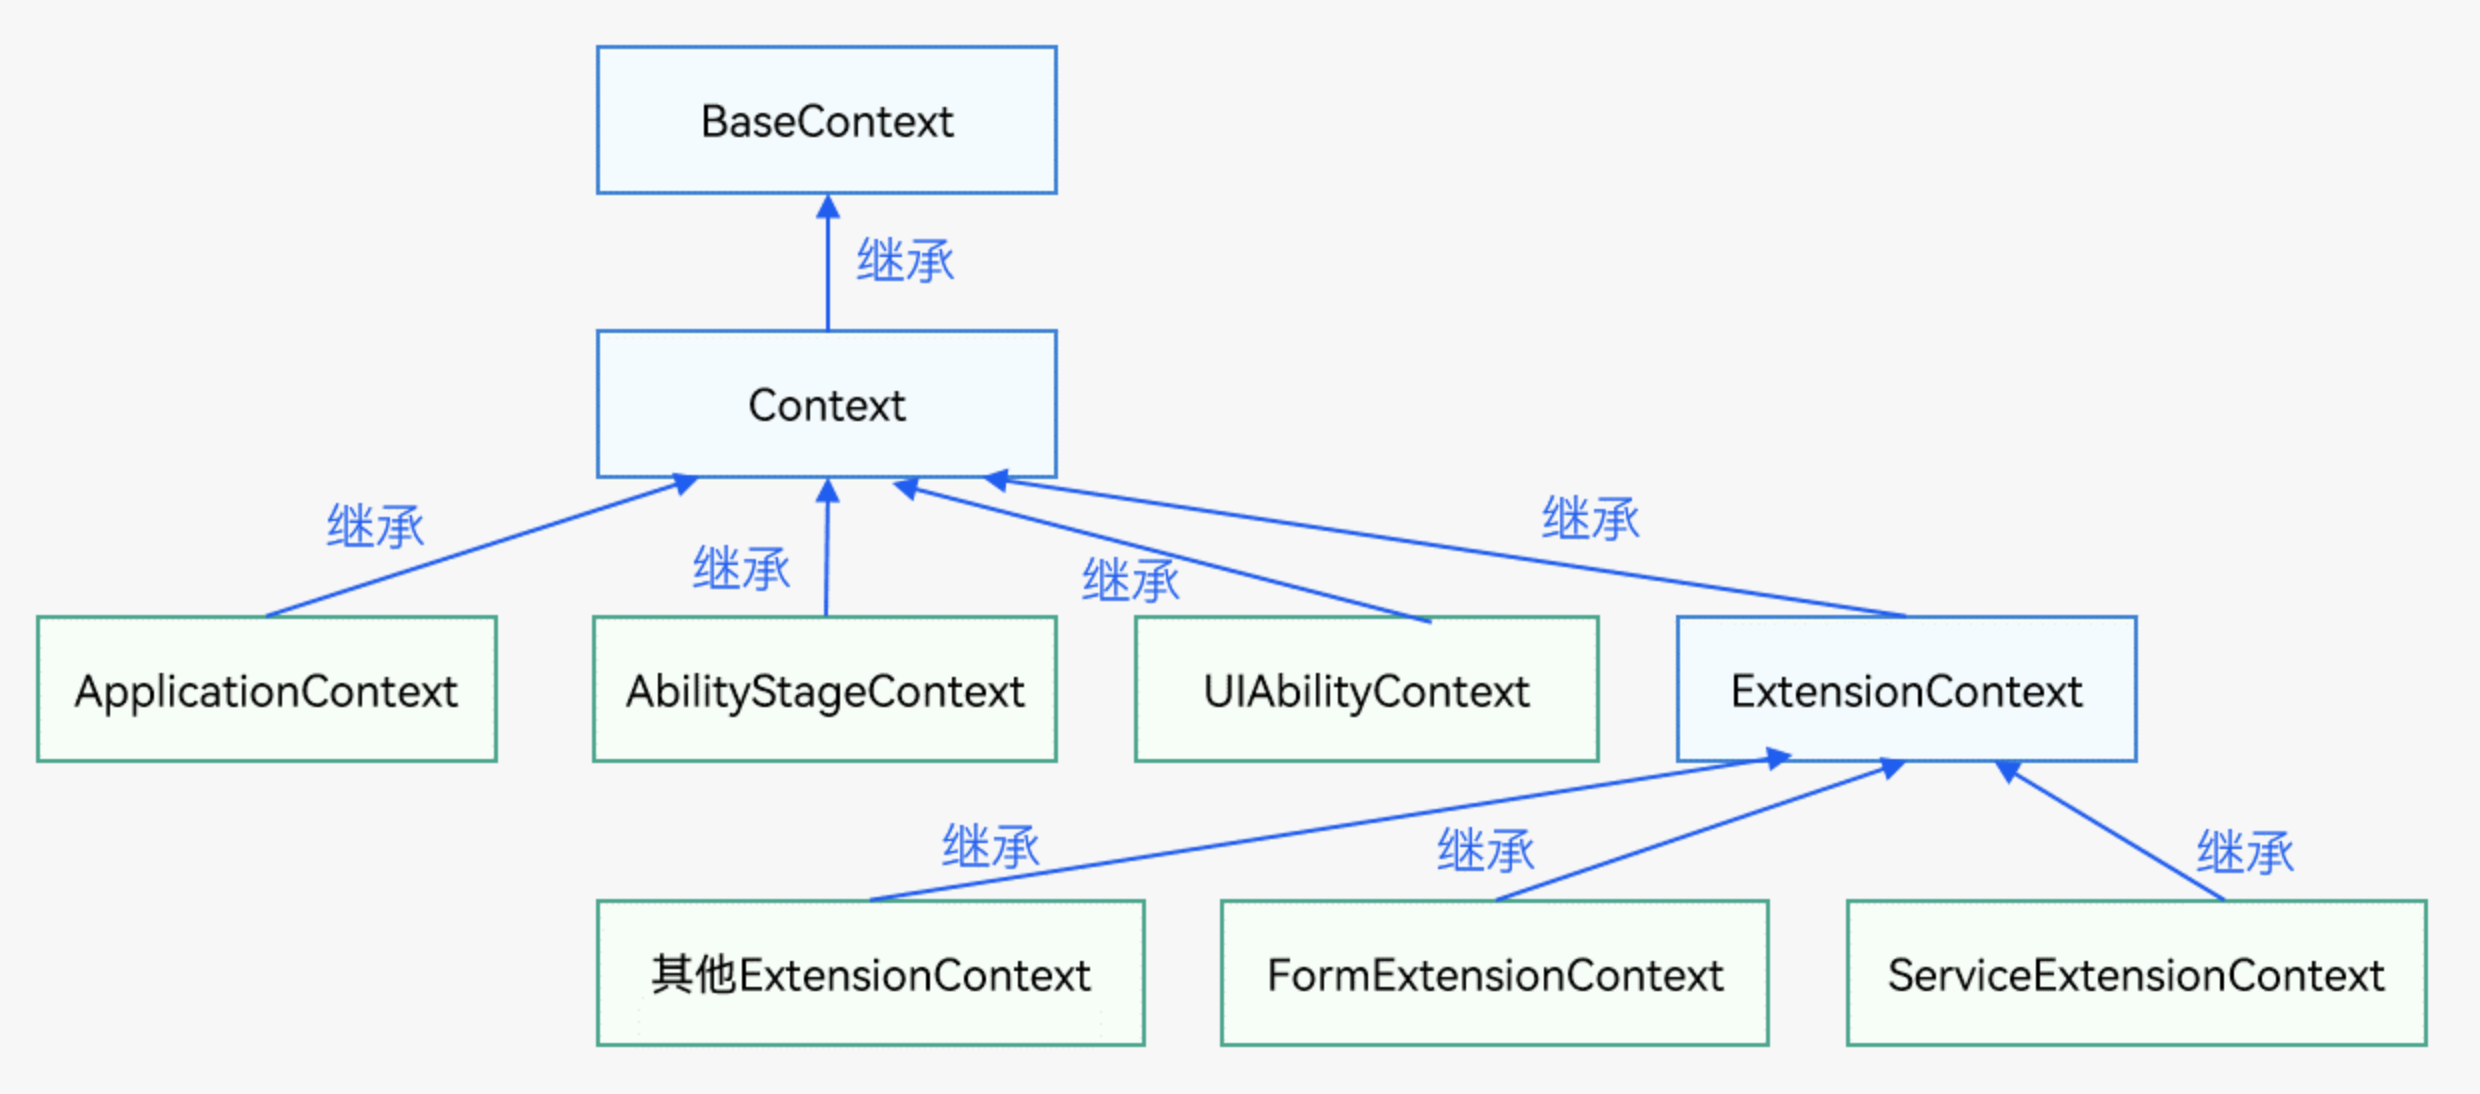 BaseContext
继承
Context
继承
继承
继承
继承
ApplicationContext
AbilityStageContext
UIAbilityContext
ExtensionContext
继承
继承
继承
其他ExtensionContext
FormExtensionContext
ServiceExtensionContext